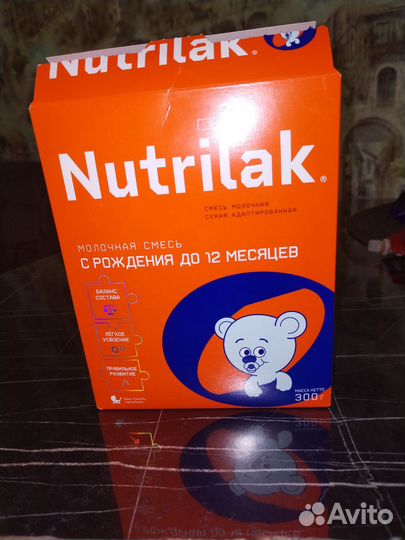 Nutrilak®
Nutrilak®
СМЕСЬ МОЛОЧНАЯ
СУХАЯ АДАПТИРОВАННАЯ
МОЛОЧНАЯ СМЕСЬ
С РОЖДЕНИЯ ДО 12 МЕСЯЦЕВ
БАЛАНС
СОСТАВА
ЛЁГКОЕ
УСВОЕНИЕ
ПРАВИЛЬНОЕ
РАЗВИТИЕ
МАССА НЕТТО
300 г
Avito